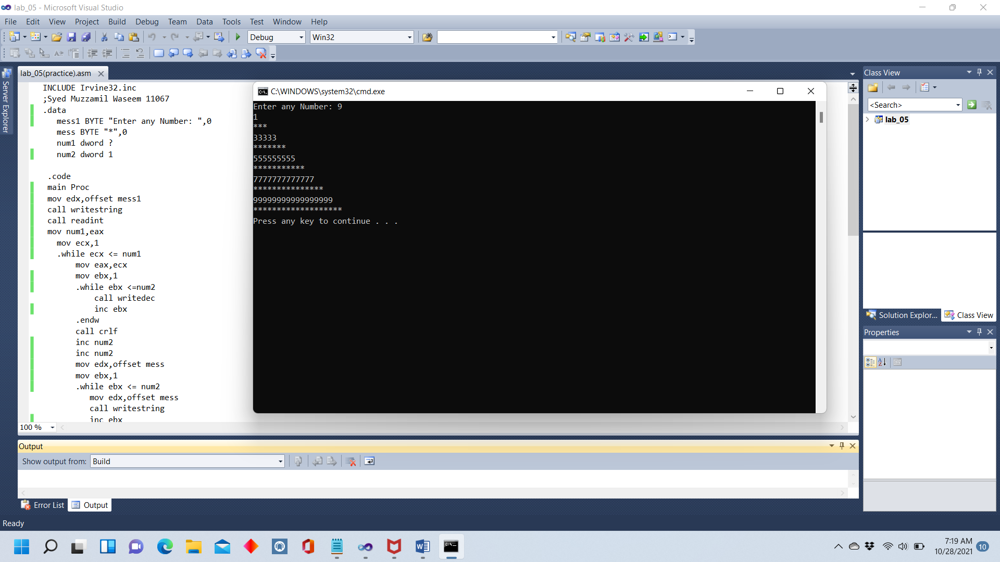 lab_05 - Microsoft Visual Studio
File Edit View Project Build Debug Team Data Tools Test Window Help
Debug
Win32
Server Explorer
lab_05(practice).asm
INCLUDE Irvine32.inc
;Syed Muzzamil Waseem 11067
.data
mess1 BYTE "Enter any Number: ",0
mess BYTE "*",0
num1 dword ?
num2 dword 1
.code
main Proc
mov edx,offset mess1
call writestring
call readint
mov num1,eax
mov ecx,1
.while ecx <= num1
mov eax,ecx
mov ebx,1
.while ebx <=num2
call writedec
inc ebx
.endw
call crlf
inc num2
inc num2
mov edx,offset mess
mov ebx,1
.while ebx <= num2
mov edx,offset mess
call writestring
inc ebx
100 %
C:\WINDOWS\system32\cmd.exe
Enter any Number: 9
1
***
33333
*******
555555555
***********
7777777777777
***************
99999999999999999
*******************
Press any key to continue . . .
Class View
<Search>
lab_05
Solution Explor... Class View
Properties
Output
Show output from: Build
Error List Output
Ready
7:19 AM
10/28/2021
10